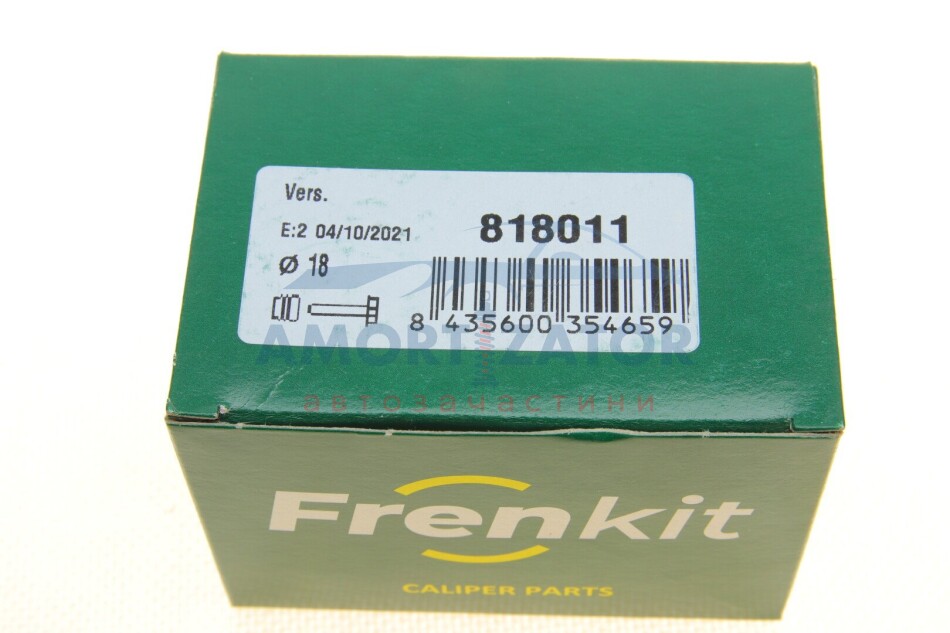 Vers.
E:2 04/10/2021
818011
Ø 18
8 435600 354659
AMORTIZATOR
автозапчастини
Frenkit
CALIPER PARTS